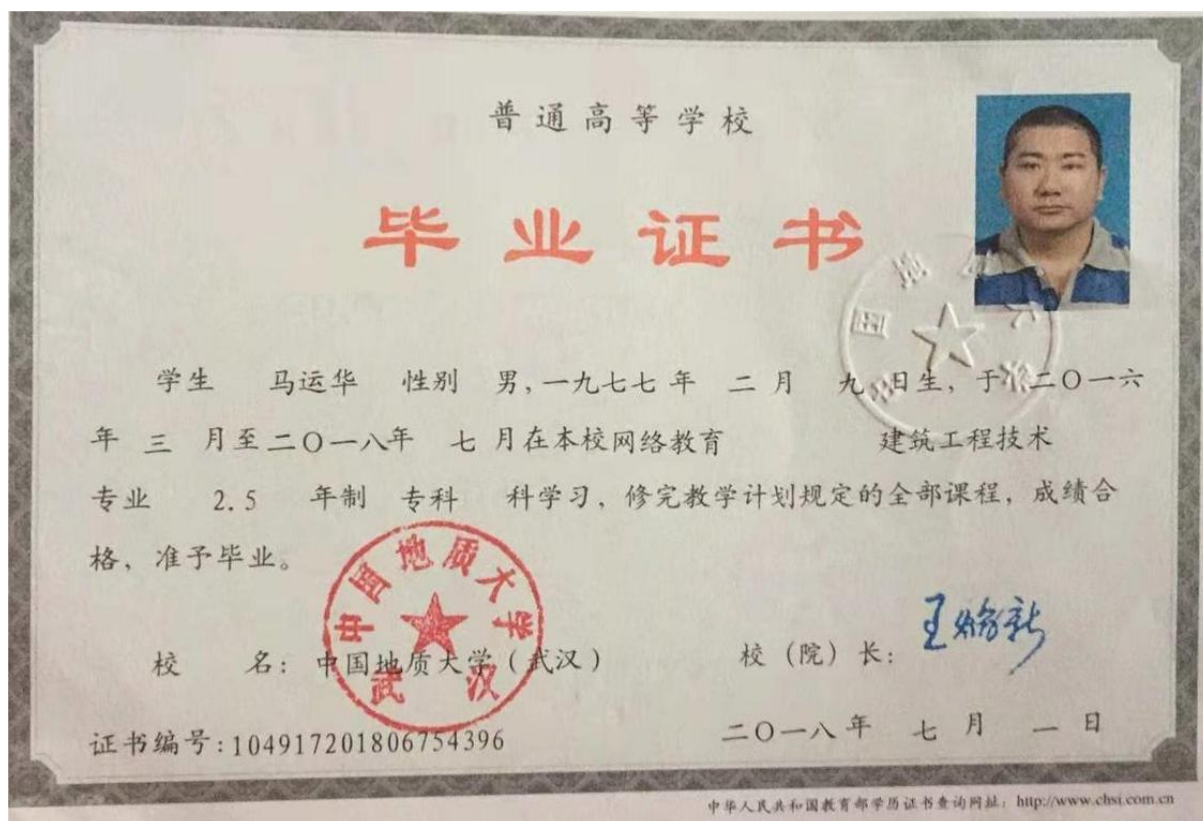 普通高等学校
毕业证书
学生 马运华 性别 男，一九七七年 二月 九 日生，于 二〇一六
年 三 月至二〇一八年 七 月在本校网络教育 建筑工程技术
专业 2.5 年制 专科 科学习，修完教学计划规定的全部课程，成绩合
格，准予毕业。
中国地质大学
武汉
校 名：中国地质大学（武汉）
校（院）长：
证书编号：104917201806754396
二〇一八年 七 月 一 日
中华人民共和国教育部学历证书查询网址：http://www.chsi.com.cn